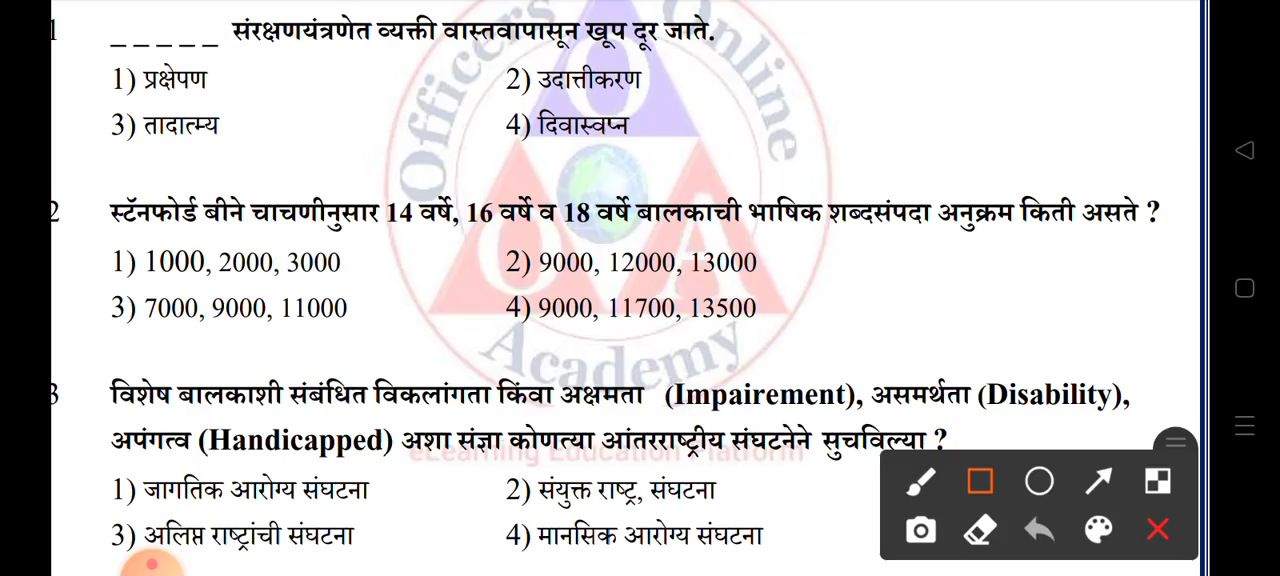 1 _ _ _ _ _ संरक्षणयंत्रणेत व्यक्ती वास्तवापासून खूप दूर जाते.
1) प्रक्षेपण 2) उदात्तीकरण
3) तादात्म्य 4) दिवास्वप्न
2 स्टॅनफोर्ड बीने चाचणीनुसार 14 वर्षे, 16 वर्षे व 18 वर्षे बालकाची भाषिक शब्दसंपदा अनुक्रम किती असते ?
1) 1000, 2000, 3000 2) 9000, 12000, 13000
3) 7000, 9000, 11000 4) 9000, 11700, 13500
3 विशेष बालकाशी संबंधित विकलांगता किंवा अक्षमता (Impairement), असमर्थता (Disability),
अपंगत्व (Handicapped) अशा संज्ञा कोणत्या आंतरराष्ट्रीय संघटनेने सुचविल्या ?
1) जागतिक आरोग्य संघटना 2) संयुक्त राष्ट्र, संघटना
3) अलिप्त राष्ट्रांची संघटना 4) मानसिक आरोग्य संघटना
Officers Online
Academy
eLearning Education Platform